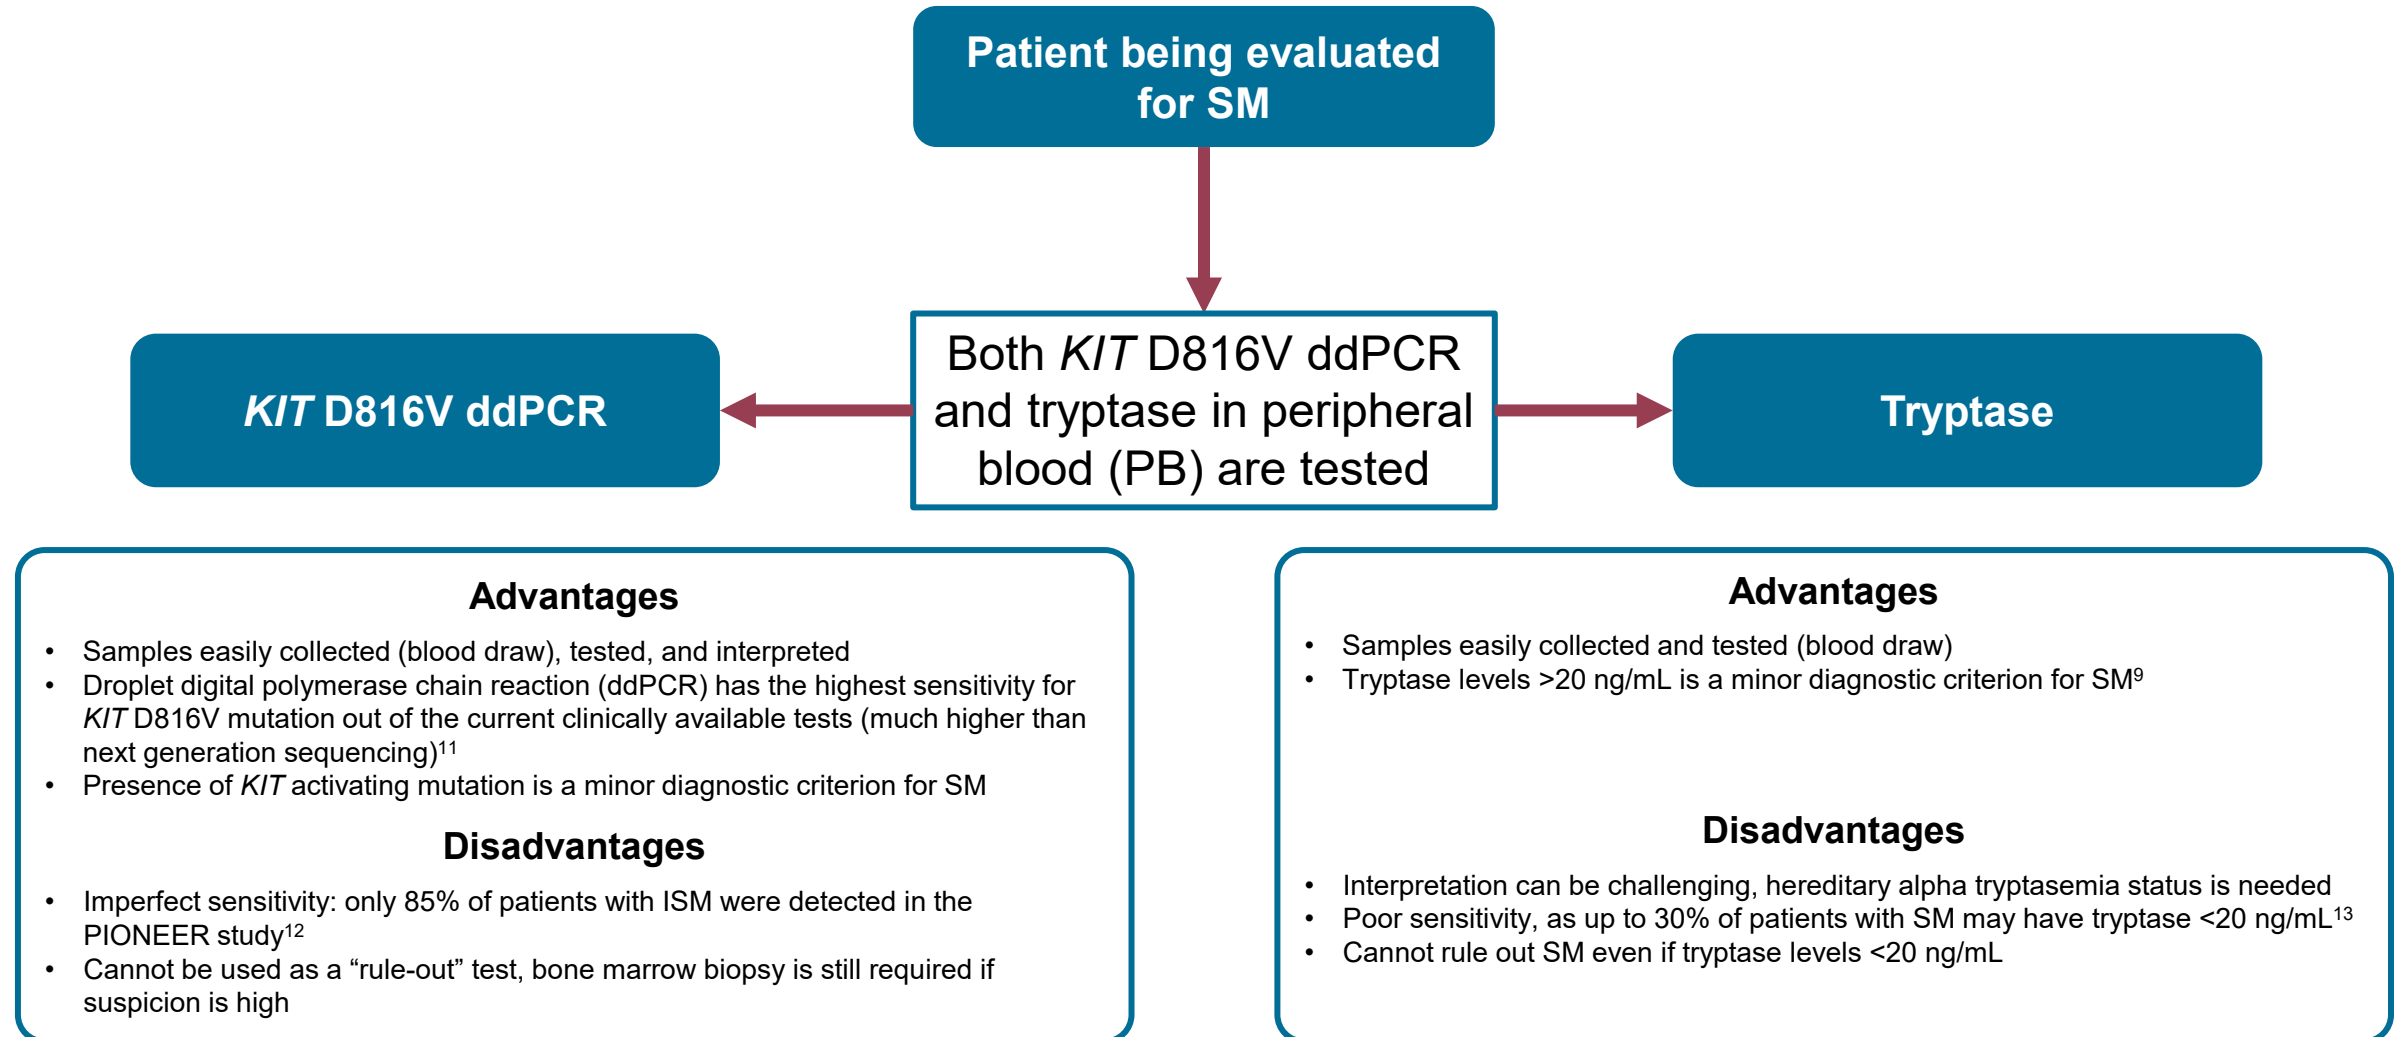 Patient being evaluated
for SM
KIT D816V ddPCR
Both KIT D816V ddPCR
and tryptase in peripheral
blood (PB) are tested
Tryptase
Advantages
• Samples easily collected (blood draw), tested, and interpreted
• Droplet digital polymerase chain reaction (ddPCR) has the highest sensitivity for
KIT D816V mutation out of the current clinically available tests (much higher than
next generation sequencing)¹¹
• Presence of KIT activating mutation is a minor diagnostic criterion for SM
Disadvantages
• Imperfect sensitivity: only 85% of patients with ISM were detected in the
PIONEER study¹²
• Cannot be used as a “rule-out” test, bone marrow biopsy is still required if
suspicion is high
Advantages
• Samples easily collected and tested (blood draw)
• Tryptase levels >20 ng/mL is a minor diagnostic criterion for SM⁹
Disadvantages
• Interpretation can be challenging, hereditary alpha tryptasemia status is needed
• Poor sensitivity, as up to 30% of patients with SM may have tryptase <20 ng/mL¹³
• Cannot rule out SM even if tryptase levels <20 ng/mL